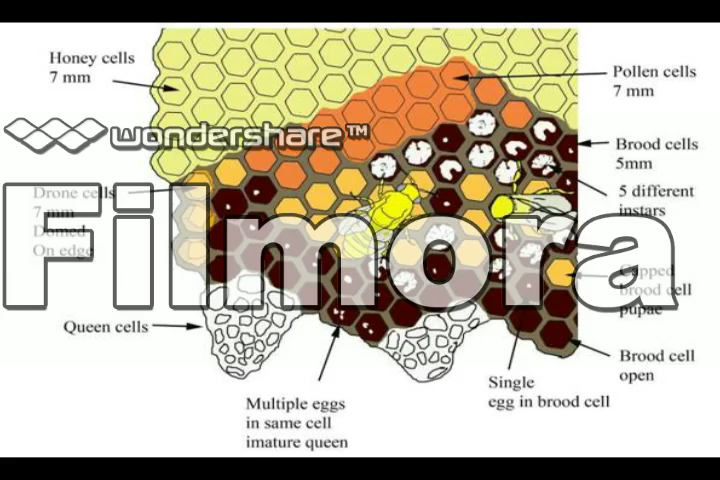 Honey cells
7 mm
Pollen cells
7 mm
wondershare™
Brood cells
5mm
5 different
instars
Drone cells
7 mm
Domed
On edge
Filmora
Capped
brood cell
pupae
Queen cells
Brood cell
open
Single
egg in brood cell
Multiple eggs
in same cell
imature queen